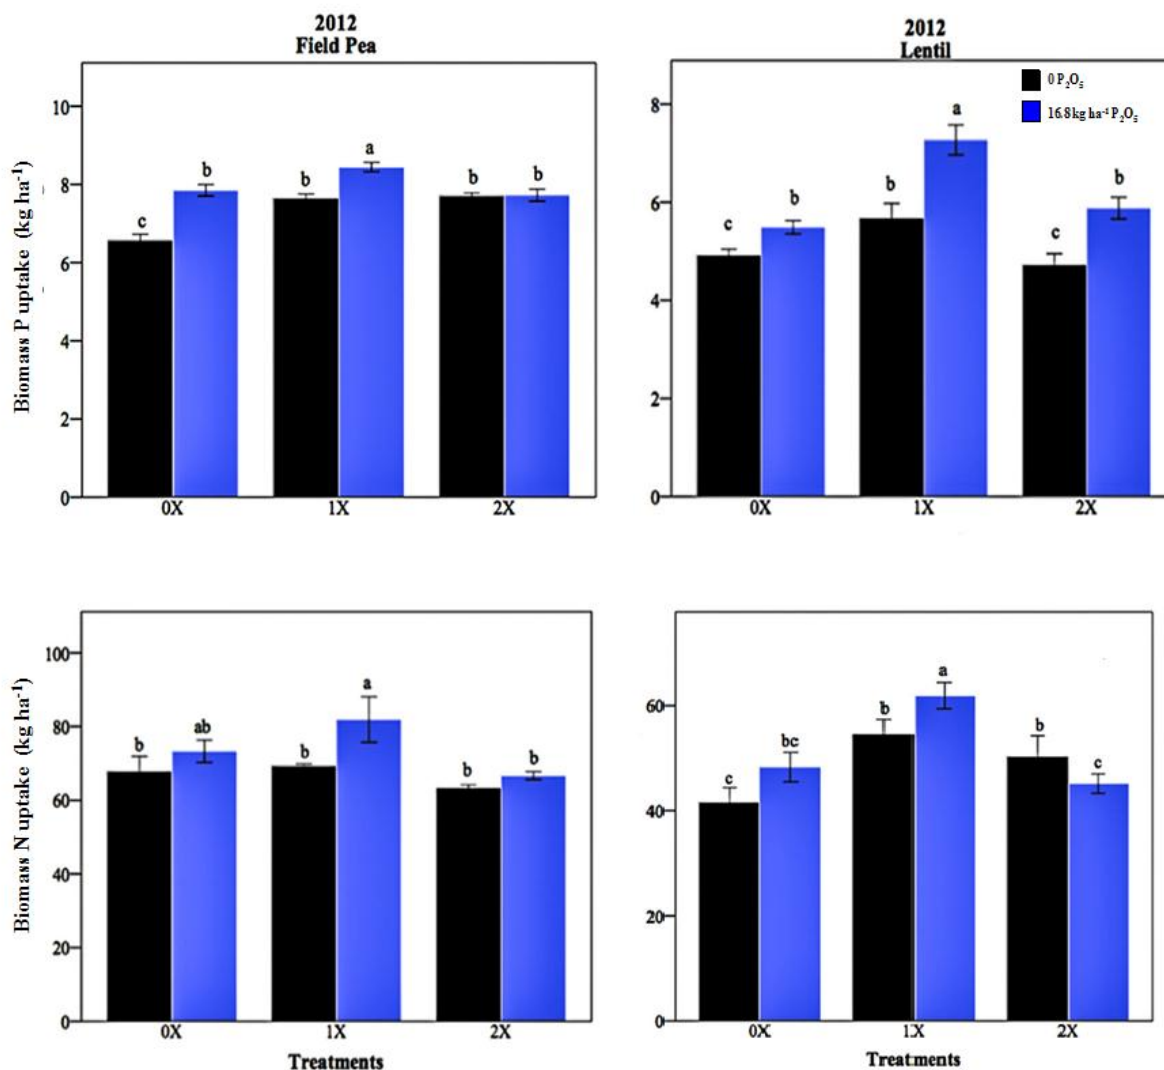 2012
Field Pea
Biomass P uptake (kg ha⁻¹)
10
8
6
4
2
0
c
b
b
a
b
b
0X
1X
2X
2012
Lentil
0 P₂O₅
16.8kg ha⁻¹ P₂O₅
8
6
4
2
0
c
b
b
a
c
b
0X
1X
2X
Biomass N uptake (kg ha⁻¹)
100
80
60
40
20
0
b
ab
b
a
b
b
0X
1X
2X
Treatments
60
40
20
0
c
bc
b
a
b
c
0X
1X
2X
Treatments